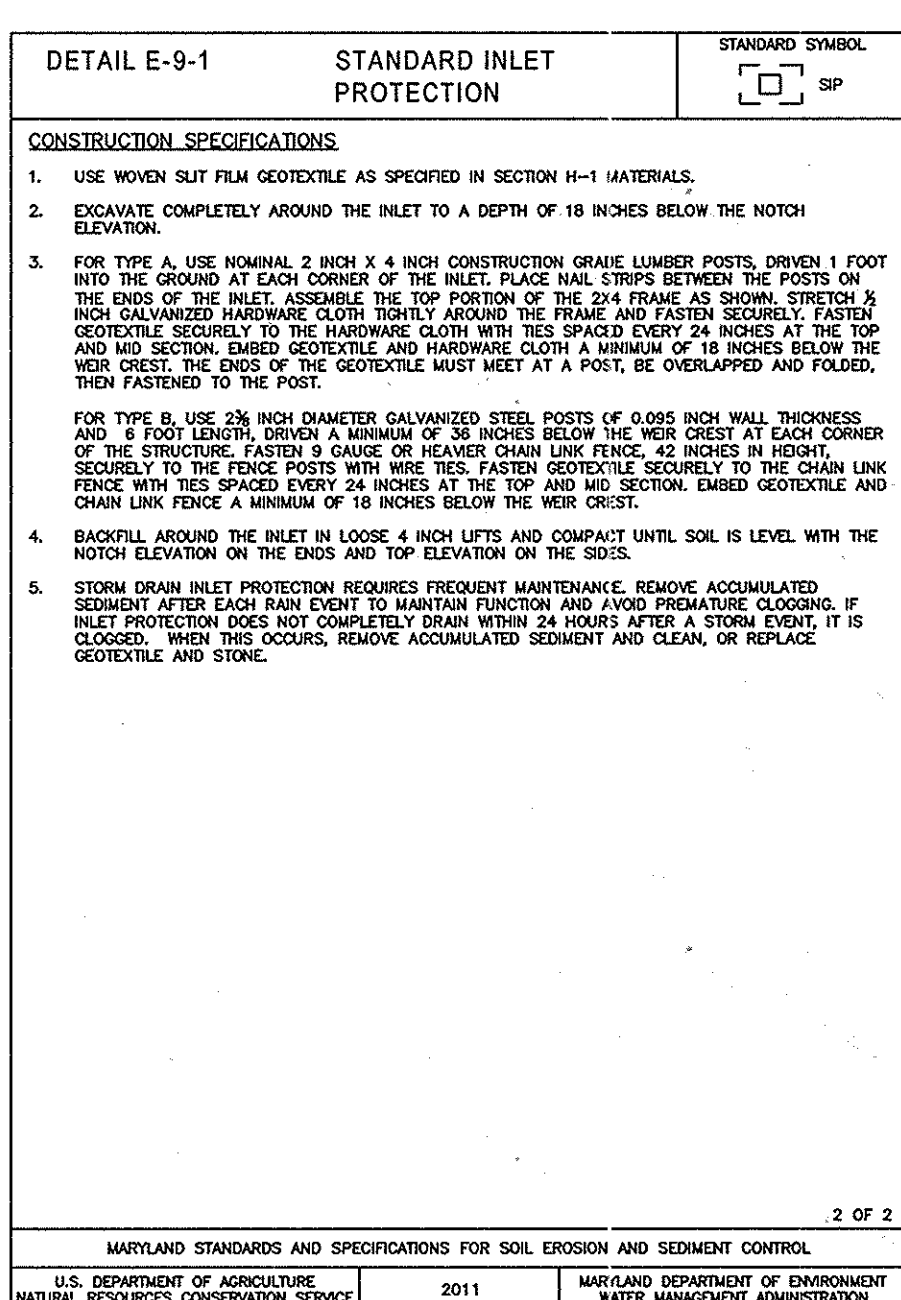 DETAIL E-9-1 STANDARD INLET PROTECTION
STANDARD SYMBOL
SIP
CONSTRUCTION SPECIFICATIONS
1. USE WOVEN SLIT FILM GEOTEXTILE AS SPECIFIED IN SECTION H-1 MATERIALS.
2. EXCAVATE COMPLETELY AROUND THE INLET TO A DEPTH OF 18 INCHES BELOW THE NOTCH
ELEVATION.
3. FOR TYPE A, USE NOMINAL 2 INCH X 4 INCH CONSTRUCTION GRADE LUMBER POSTS, DRIVEN 1 FOOT
INTO THE GROUND AT EACH CORNER OF THE INLET. PLACE NAIL STRIPS BETWEEN THE POSTS ON
THE ENDS OF THE INLET. ASSEMBLE THE TOP PORTION OF THE 2X4 FRAME AS SHOWN. STRETCH ½
INCH GALVANIZED HARDWARE CLOTH TIGHTLY AROUND THE FRAME AND FASTEN SECURELY. FASTEN
GEOTEXTILE SECURELY TO THE HARDWARE CLOTH WITH TIES SPACED EVERY 24 INCHES AT THE TOP
AND MID SECTION. EMBED GEOTEXTILE AND HARDWARE CLOTH A MINIMUM OF 18 INCHES BELOW THE
WEIR CREST. THE ENDS OF THE GEOTEXTILE MUST MEET AT A POST, BE OVERLAPPED AND FOLDED,
THEN FASTENED TO THE POST.
FOR TYPE B, USE 2⅜ INCH DIAMETER GALVANIZED STEEL POSTS OF 0.095 INCH WALL THICKNESS
AND 6 FOOT LENGTH, DRIVEN A MINIMUM OF 36 INCHES BELOW THE WEIR CREST AT EACH CORNER
OF THE STRUCTURE. FASTEN 9 GAUGE OR HEAVIER CHAIN LINK FENCE, 42 INCHES IN HEIGHT,
SECURELY TO THE FENCE POSTS WITH WIRE TIES. FASTEN GEOTEXTILE SECURELY TO THE CHAIN LINK
FENCE WITH TIES SPACED EVERY 24 INCHES AT THE TOP AND MID SECTION. EMBED GEOTEXTILE AND
CHAIN LINK FENCE A MINIMUM OF 18 INCHES BELOW THE WEIR CREST.
4. BACKFILL AROUND THE INLET IN LOOSE 4 INCH LIFTS AND COMPACT UNTIL SOIL IS LEVEL WITH THE
NOTCH ELEVATION ON THE ENDS AND TOP ELEVATION ON THE SIDES.
5. STORM DRAIN INLET PROTECTION REQUIRES FREQUENT MAINTENANCE. REMOVE ACCUMULATED
SEDIMENT AFTER EACH RAIN EVENT TO MAINTAIN FUNCTION AND AVOID PREMATURE CLOGGING. IF
INLET PROTECTION DOES NOT COMPLETELY DRAIN WITHIN 24 HOURS AFTER A STORM EVENT, IT IS
CLOGGED. WHEN THIS OCCURS, REMOVE ACCUMULATED SEDIMENT AND CLEAN, OR REPLACE
GEOTEXTILE AND STONE.
2 OF 2
MARYLAND STANDARDS AND SPECIFICATIONS FOR SOIL EROSION AND SEDIMENT CONTROL
U.S. DEPARTMENT OF AGRICULTURE
NATURAL RESOURCES CONSERVATION SERVICE
2011
MARYLAND DEPARTMENT OF ENVIRONMENT
WATER MANAGEMENT ADMINISTRATION